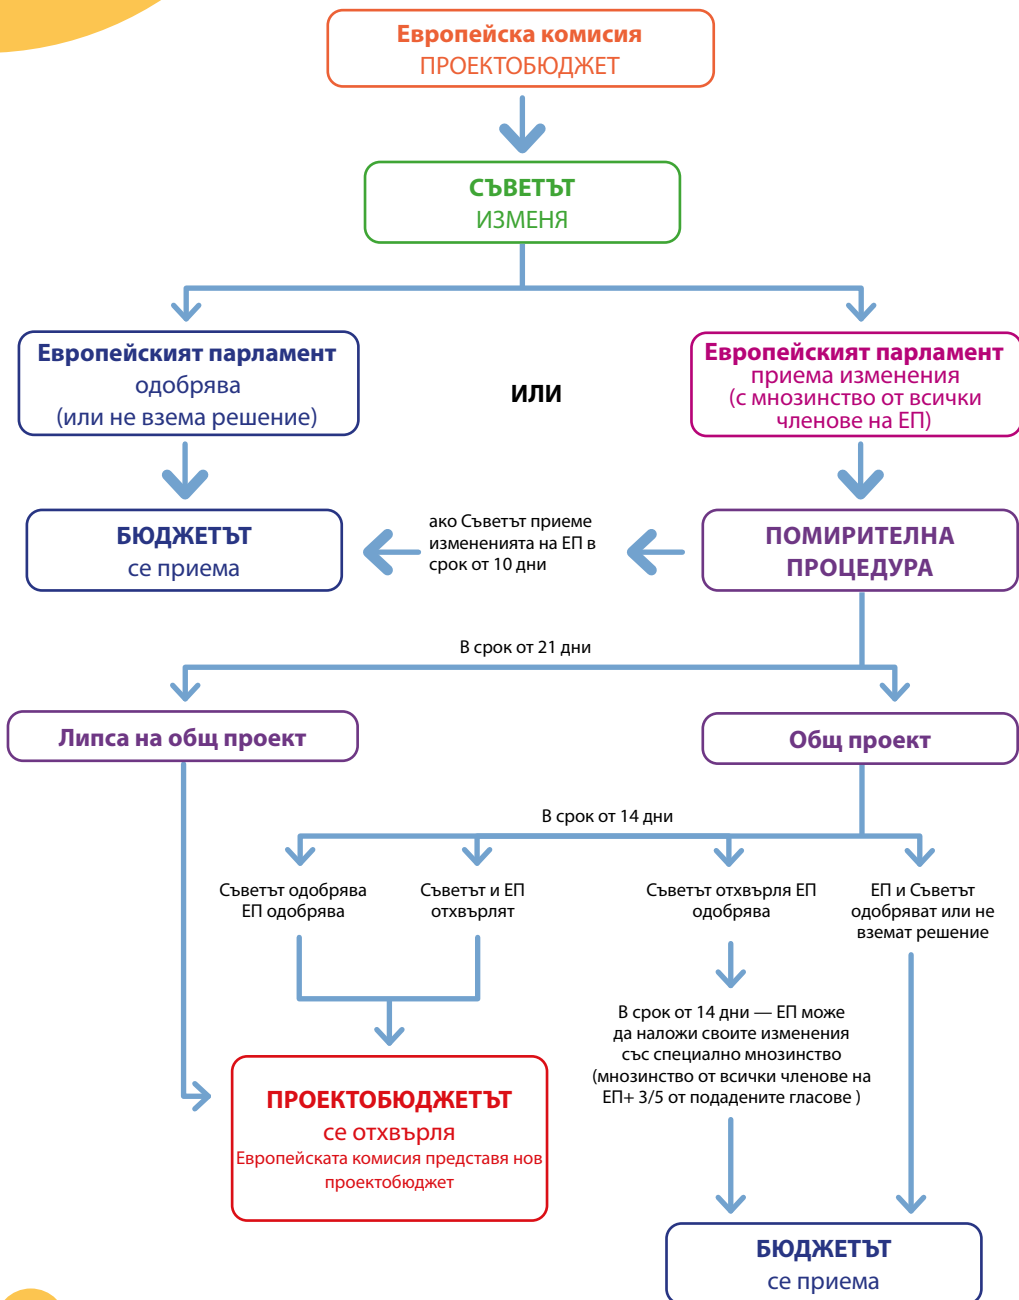 Европейска комисия
ПРОЕКТОБЮДЖЕТ
СЪВЕТЪТ
ИЗМЕНЯ
Европейският парламент
одобрява
(или не взема решение)
ИЛИ
Европейският парламент
приема изменения
(с мнозинство от всички
членове на ЕП)
БЮДЖЕТЪТ
се приема
ако Съветът приеме
измененията на ЕП в
срок от 10 дни
ПОМИРИТЕЛНА
ПРОЦЕДУРА
В срок от 21 дни
Липса на общ проект
Общ проект
В срок от 14 дни
Съветът одобрява
ЕП одобрява
Съветът и ЕП
отхвърлят
Съветът отхвърля ЕП
одобрява
ЕП и Съветът
одобряват или не
вземат решение
В срок от 14 дни — ЕП може
да наложи своите изменения
със специално мнозинство
(мнозинство от всички членове на
ЕП+ 3/5 от подадените гласове )
ПРОЕКТОБЮДЖЕТЪТ
се отхвърля
Европейската комисия представя нов
проектобюджет
БЮДЖЕТЪТ
се приема